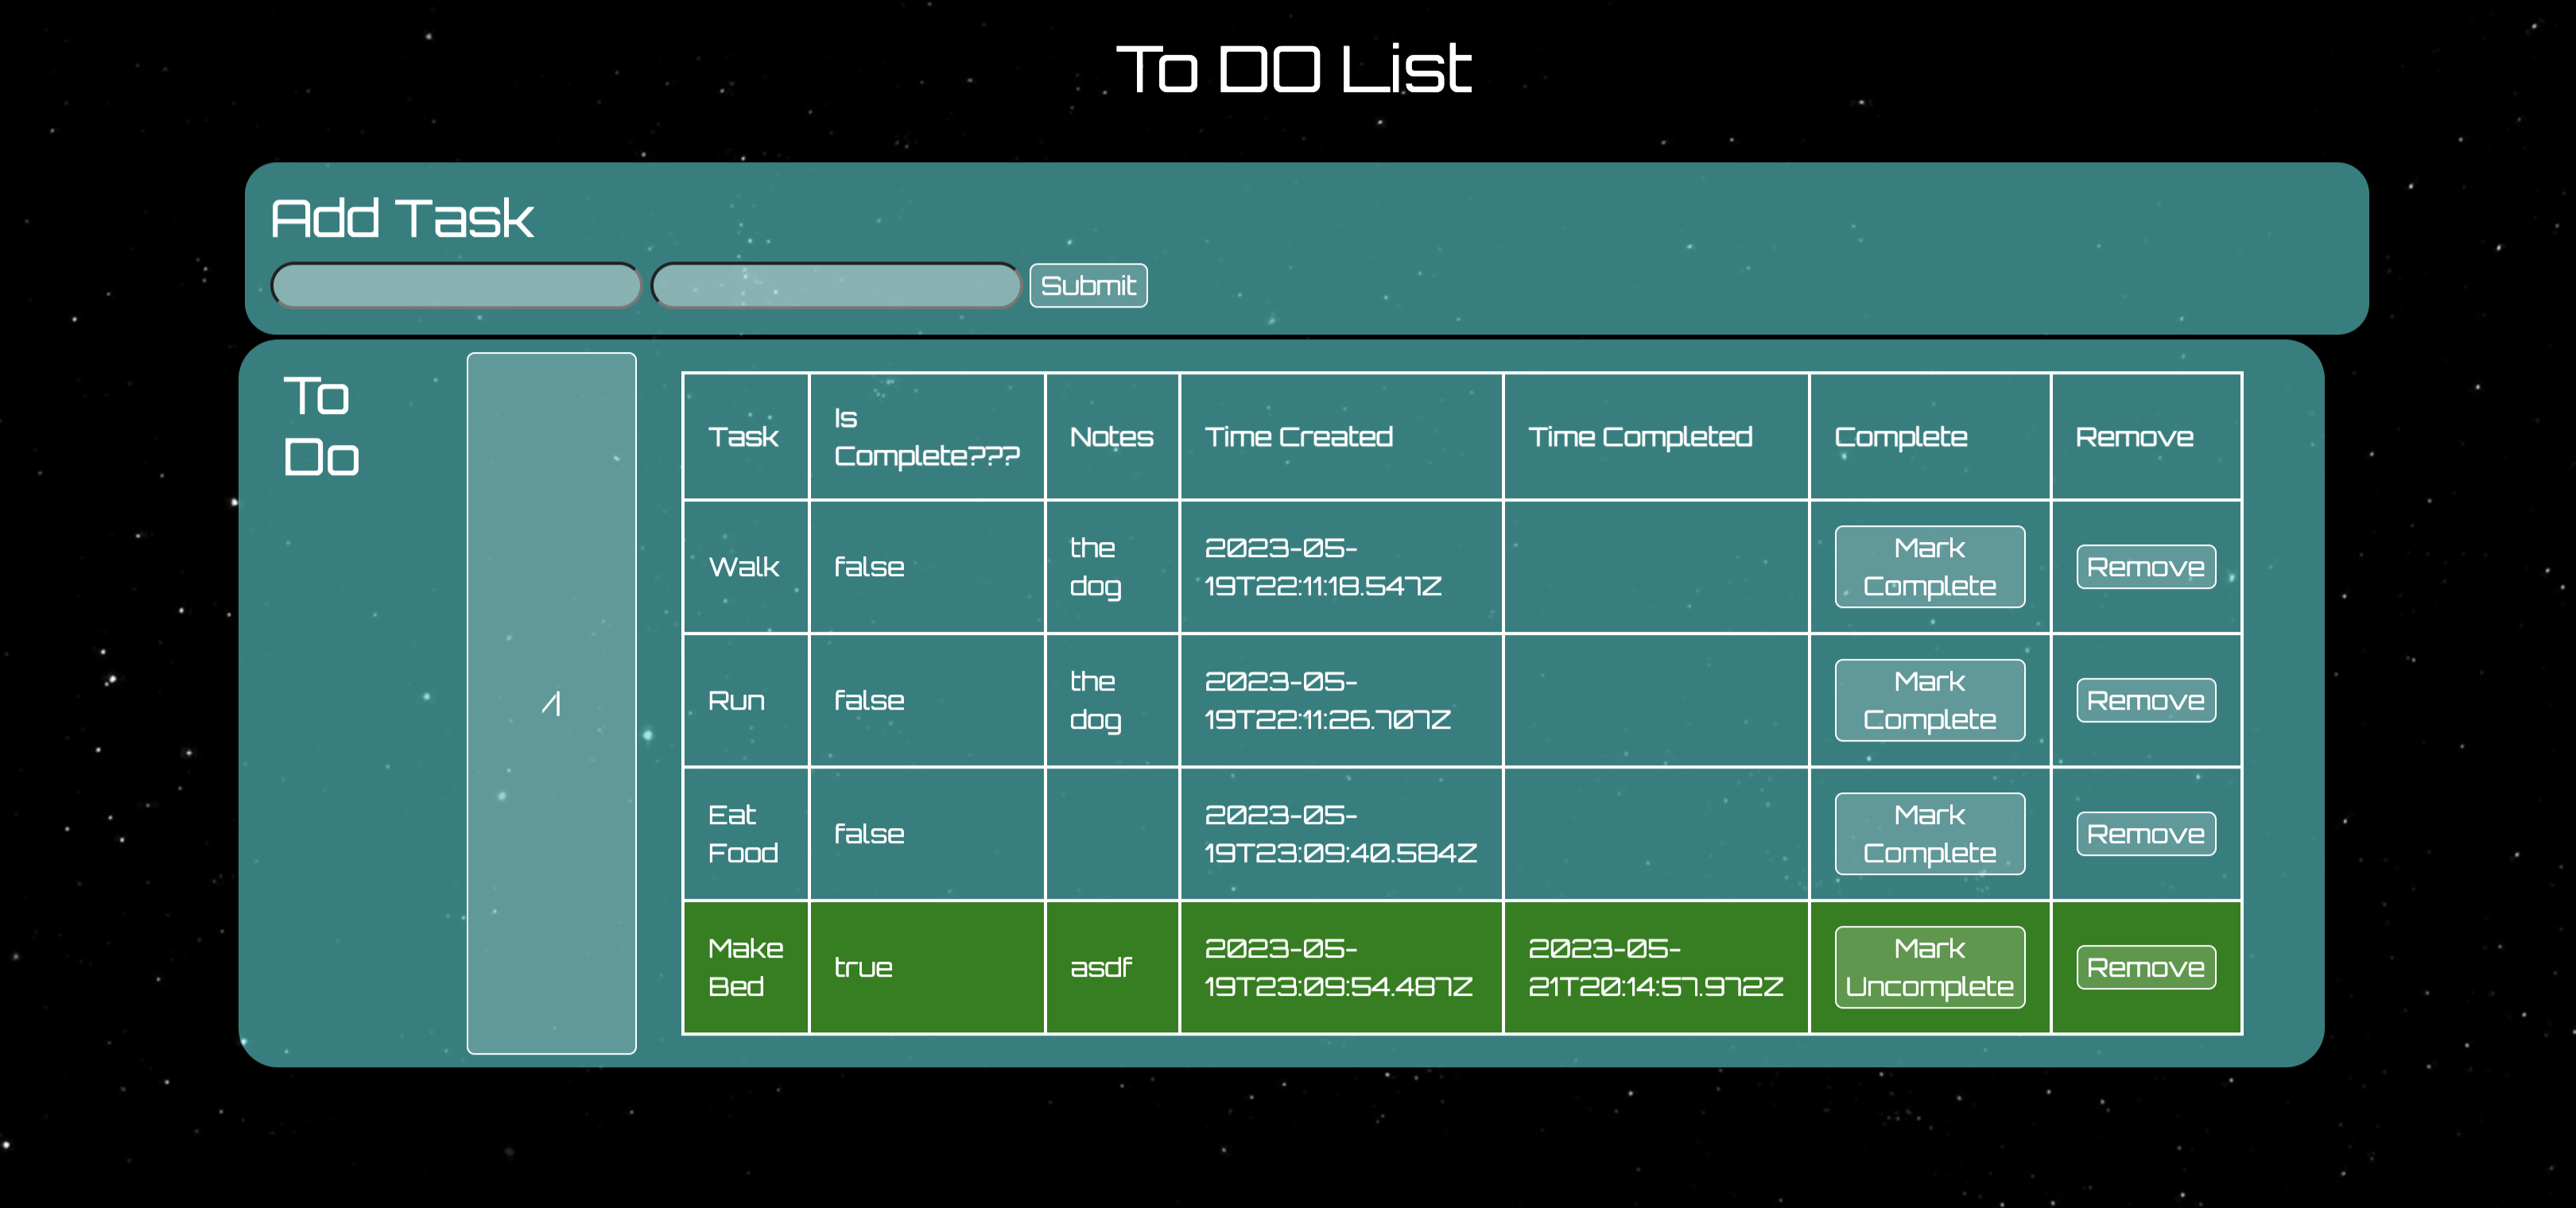 To DO List
Add Task
Submit
To
Do
Task
Is
Complete???
Notes
Time Created
Time Completed
Complete
Remove
Walk
false
the
dog
2023-05-
19T22:11:18.547Z
Mark
Complete
Remove
Run
false
the
dog
2023-05-
19T22:11:26.707Z
Mark
Complete
Remove
Eat
Food
false
2023-05-
19T23:09:40.584Z
Mark
Complete
Remove
Make
Bed
true
asdf
2023-05-
19T23:09:54.487Z
2023-05-
21T20:14:57.972Z
Mark
Uncomplete
Remove